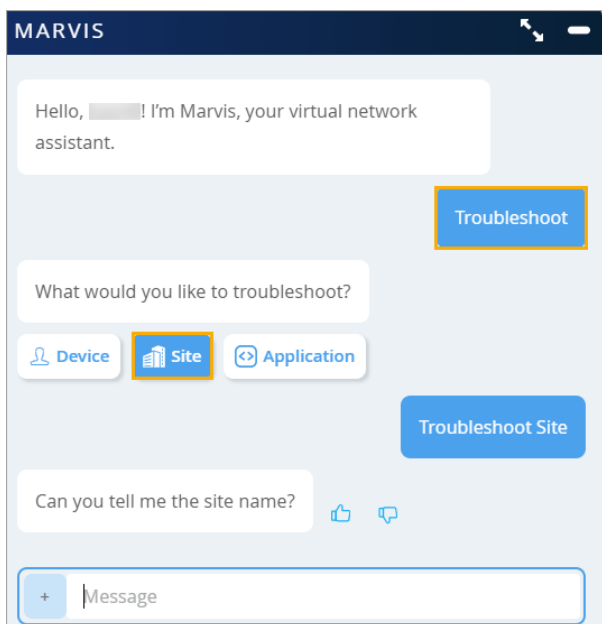 MARVIS
Hello, ! I'm Marvis, your virtual network
assistant.
Troubleshoot
What would you like to troubleshoot?
Device
Site
Application
Troubleshoot Site
Can you tell me the site name?
+ Message